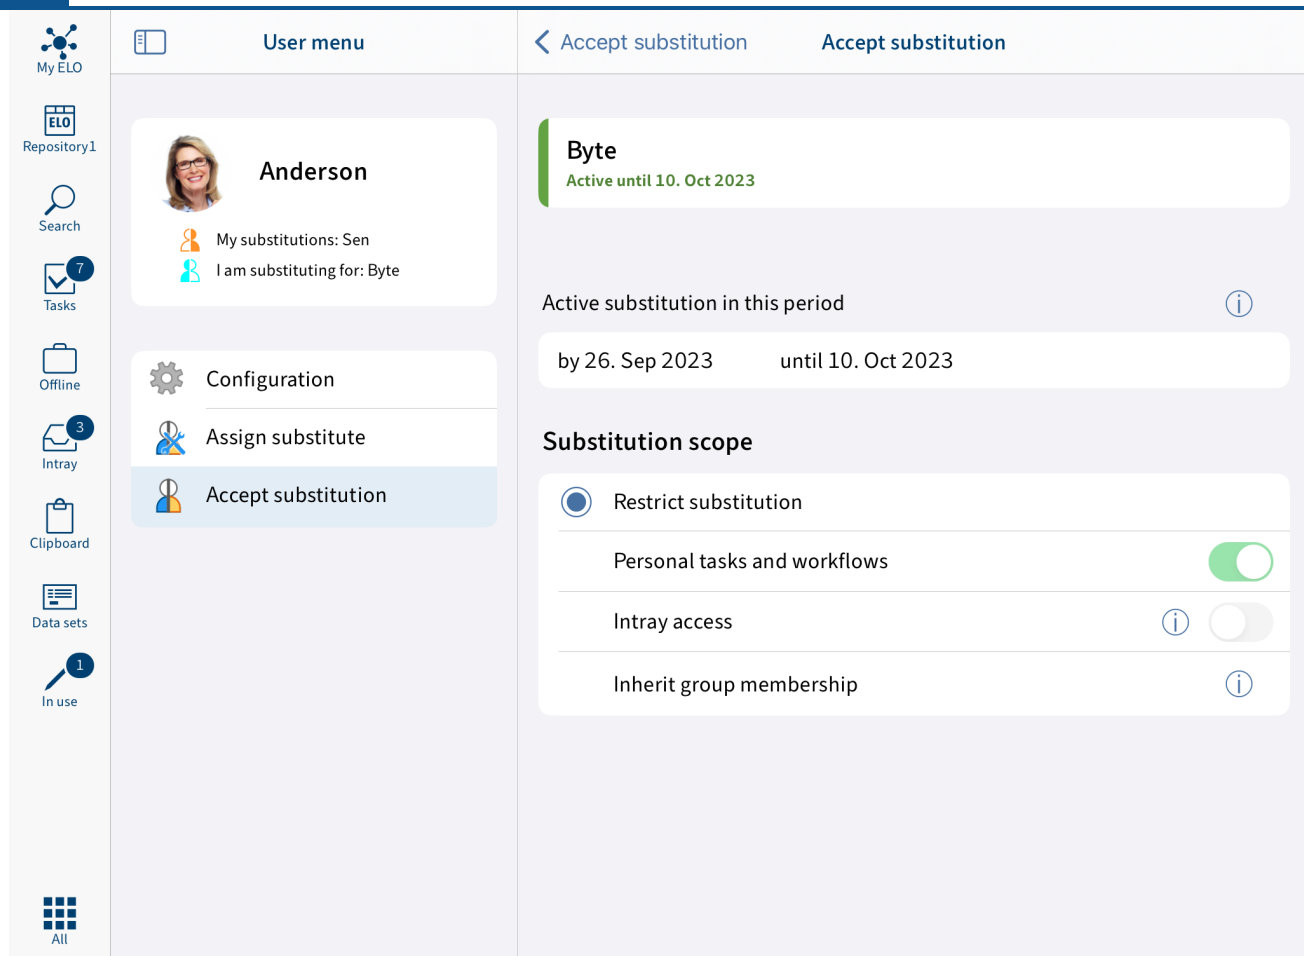 My ELO
ELO
Repository1
Search
7
Tasks
Offline
3
Intray
Clipboard
Data sets
1
In use
All
User menu
Anderson
My substitutions: Sen
I am substituting for: Byte
Configuration
Assign substitute
Accept substitution
Accept substitution
Accept substitution
Byte
Active until 10. Oct 2023
Active substitution in this period
by 26. Sep 2023 until 10. Oct 2023
Substitution scope
Restrict substitution
Personal tasks and workflows
Intray access
Inherit group membership